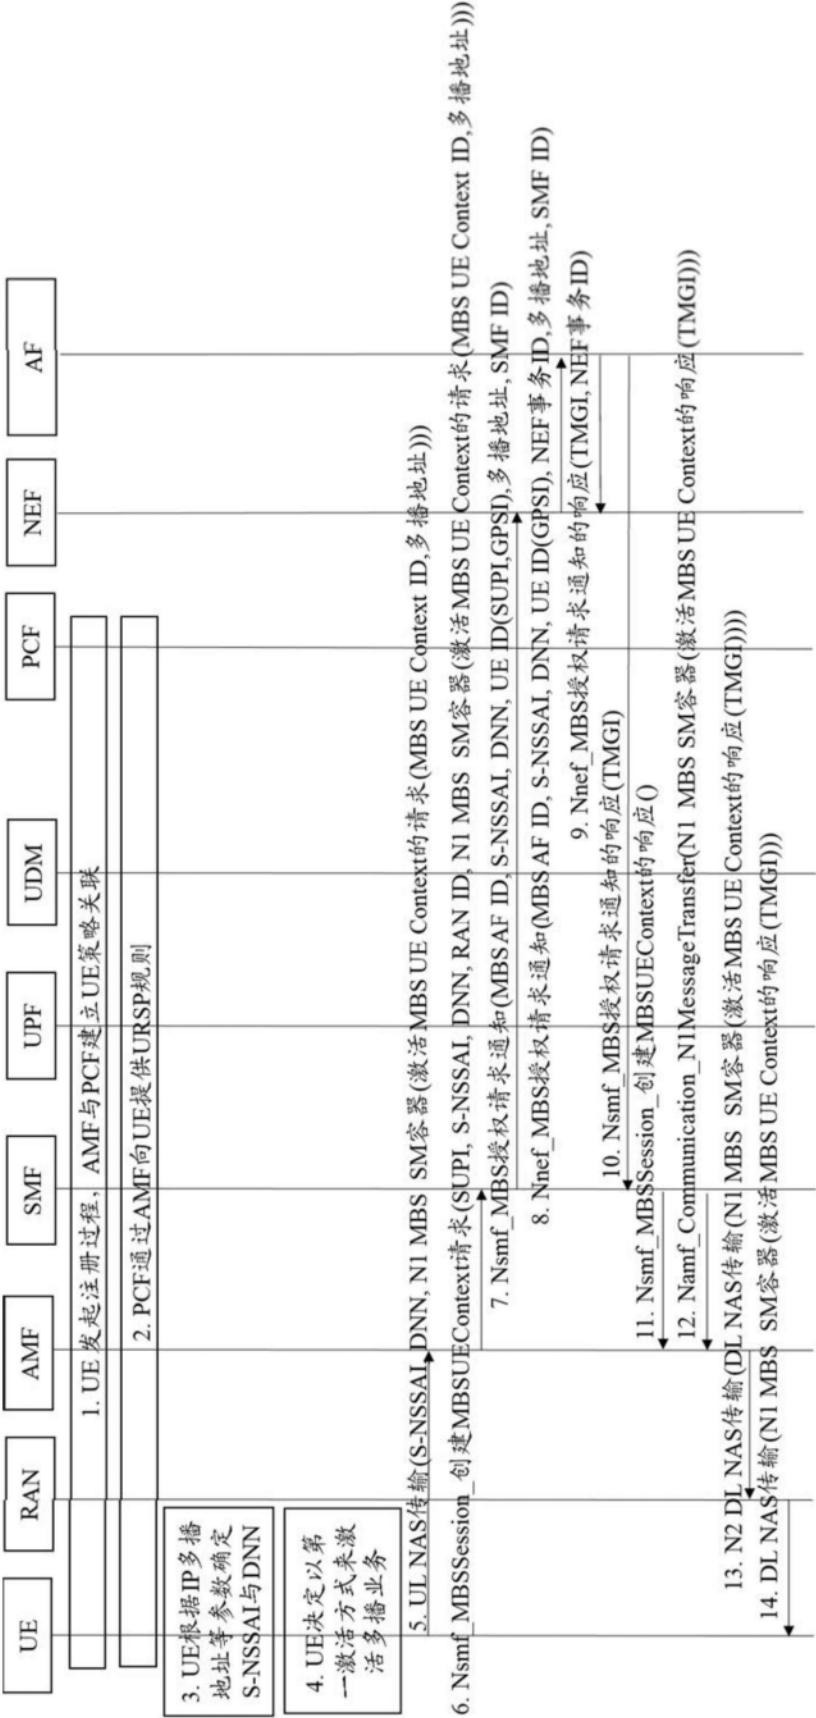 UE
RAN
AMF
SMF
UPF
UDM
PCF
NEF
AF
1. UE发起注册过程， AMF与PCF建立UE策略关联
2. PCF通过AMF向UE提供URSP规则
3. UE根据IP多播
地址等参数确定
S-NSSAI与DNN
4. UE决定以第
一激活方式来激
活多播业务
5. UL NAS传输(S-NSSAI, DNN, N1 MBS SM容器(激活MBS UE Context的请求(MBS UE Context ID,多播地址)))
6. Nsmf_MBSSession_创建MBSUEContext请求(SUPI, S-NSSAI, DNN, RAN ID, N1 MBS SM容器(激活MBS UE Context的请求(MBS UE Context ID,多播地址)))
7. Nsmf_MBS授权请求通知(MBS AF ID, S-NSSAI, DNN, UE ID(SUPI,GPSI),多播地址, SMF ID)
8. Nnef_MBS授权请求通知(MBS AF ID, S-NSSAI, DNN, UE ID(GPSI), NEF事务ID,多播地址, SMF ID)
9. Nnef_MBS授权请求通知的响应(TMGI, NEF事务ID)
10. Nsmf_MBS授权请求通知的响应(TMGI)
11. Nsmf_MBSSession_创建MBSUEContext的响应()
12. Namf_Communication_N1MessageTransfer(N1 MBS SM容器(激活MBS UE Context的响应(TMGI)))
13. N2 DL NAS传输(DL NAS传输(N1 MBS SM容器(激活MBS UE Context的响应(TMGI))))
14. DL NAS传输(N1 MBS SM容器(激活MBS UE Context的响应(TMGI)))